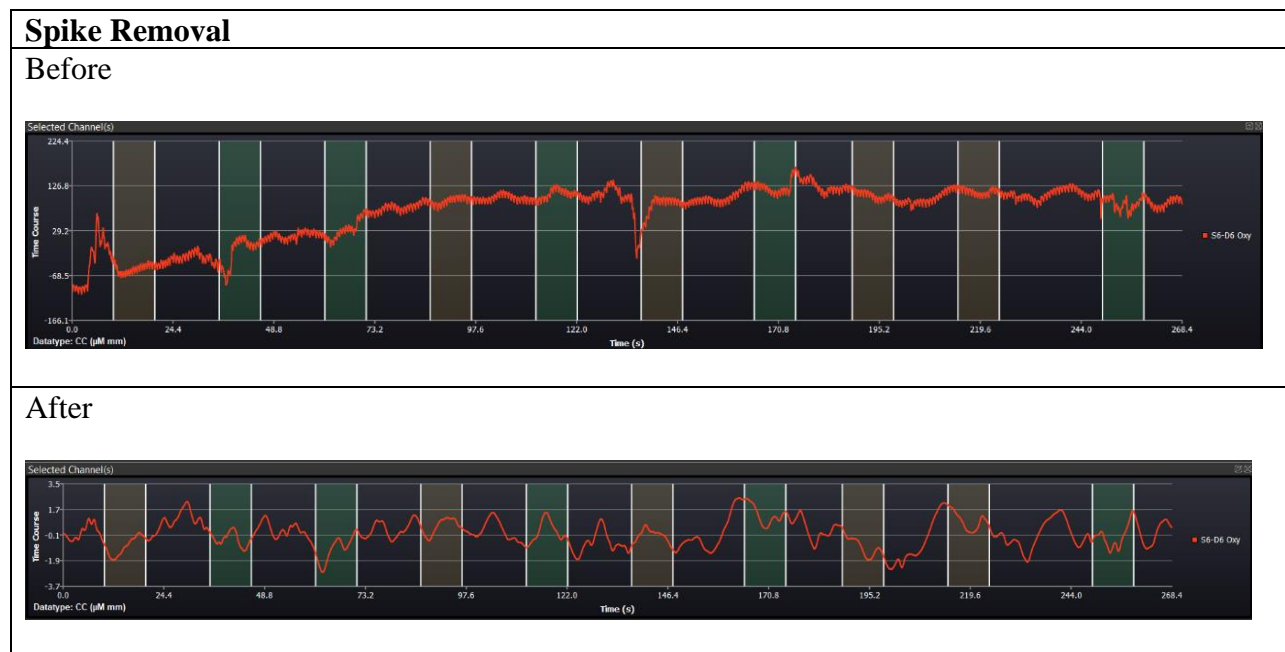 Spike Removal
Before
Selected Channel(s)
224.4
126.8
29.2
-68.5
-166.1
Time Course
S6-D6 Oxy
0.0 24.4 48.8 73.2 97.6 122.0 146.4 170.8 195.2 219.6 244.0 268.4
Datatype: CC (µM mm) Time (s)
After
Selected Channel(s)
3.5
1.7
-0.1
-1.9
-3.7
Time Course
S6-D6 Oxy
0.0 24.4 48.8 73.2 97.6 122.0 146.4 170.8 195.2 219.6 244.0 268.4
Datatype: CC (µM mm) Time (s)